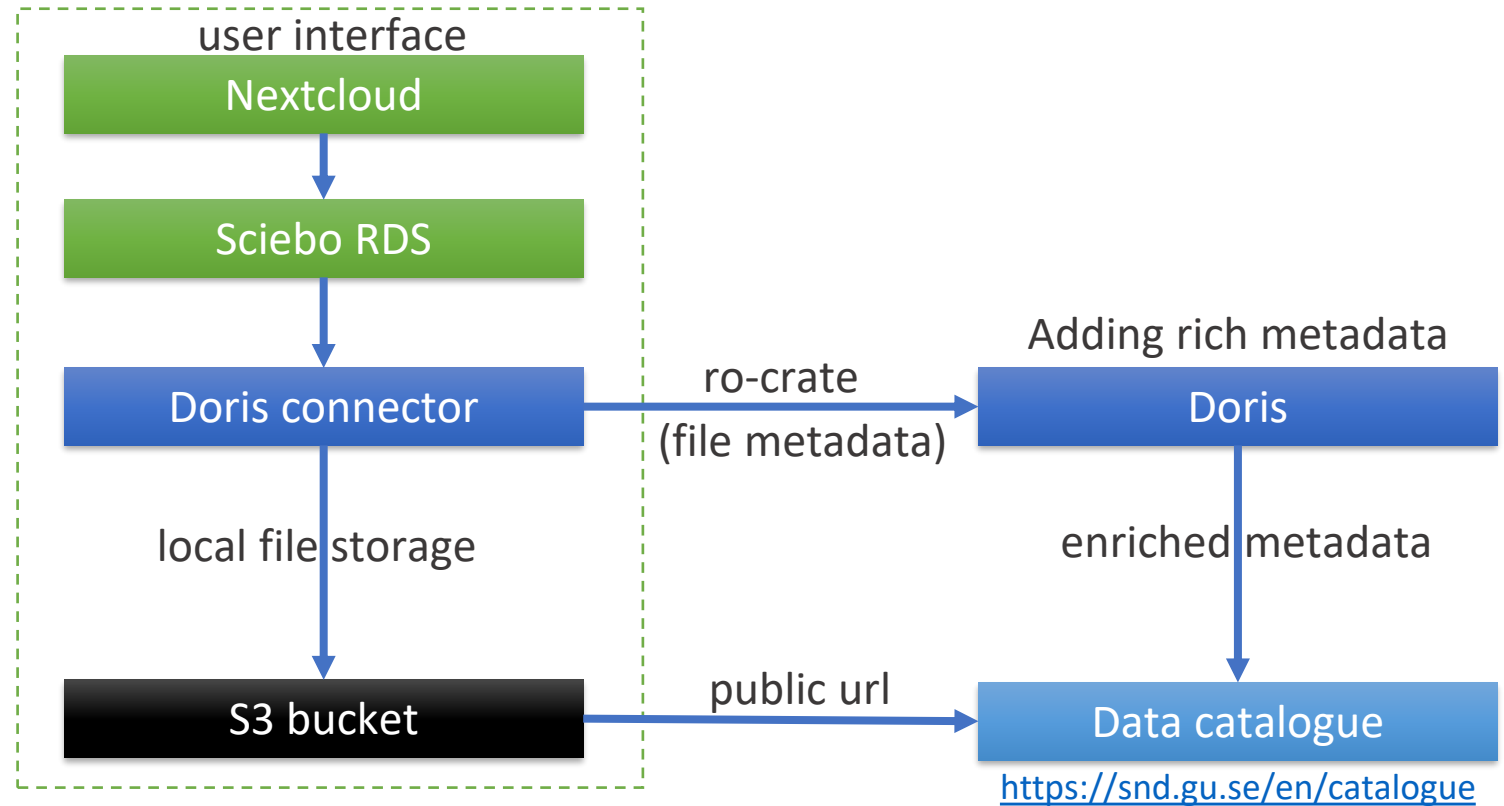 user interface
Nextcloud
Sciebo RDS
Doris connector
ro-crate
(file metadata)
Adding rich metadata
Doris
local file storage
enriched metadata
S3 bucket
public url
Data catalogue
https://snd.gu.se/en/catalogue